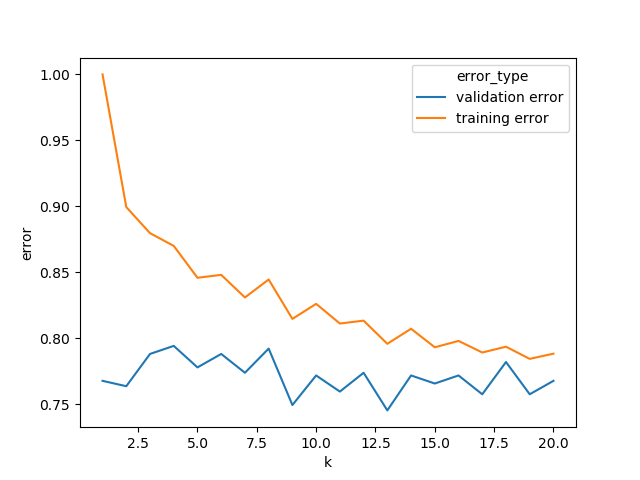 error_type
validation error
training error
1.00
0.95
0.90
0.85
0.80
0.75
error
2.5 5.0 7.5 10.0 12.5 15.0 17.5 20.0
k